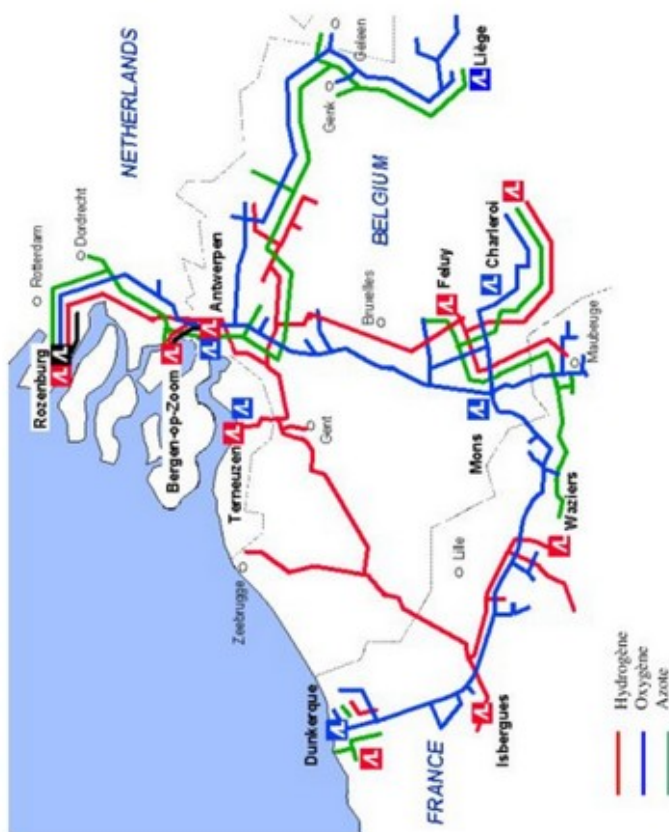 NETHERLANDS
Rotterdam
Dordrecht
Rozenburg
Bergen-op-Zoom
Antwerpen
Geleen
Genk
Liège
BELGIUM
Terneuzen
Gent
Zeebrugge
Bruxelles
Feluy
Charleroi
Mons
Maubeuge
Lille
Waziers
Dunkerque
Isbergues
FRANCE
Hydrogène
Oxygène
Azote